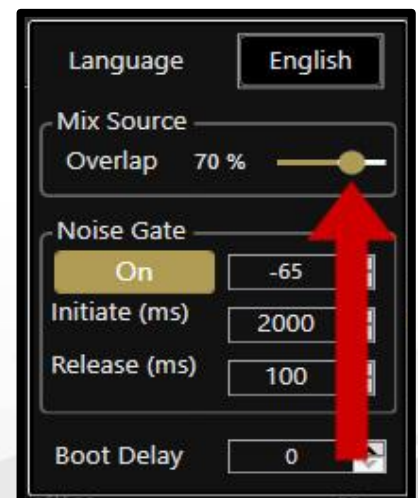 Language English
Mix Source
Overlap 70 %
Noise Gate
On -65
Initiate (ms) 2000
Release (ms) 100
Boot Delay 0